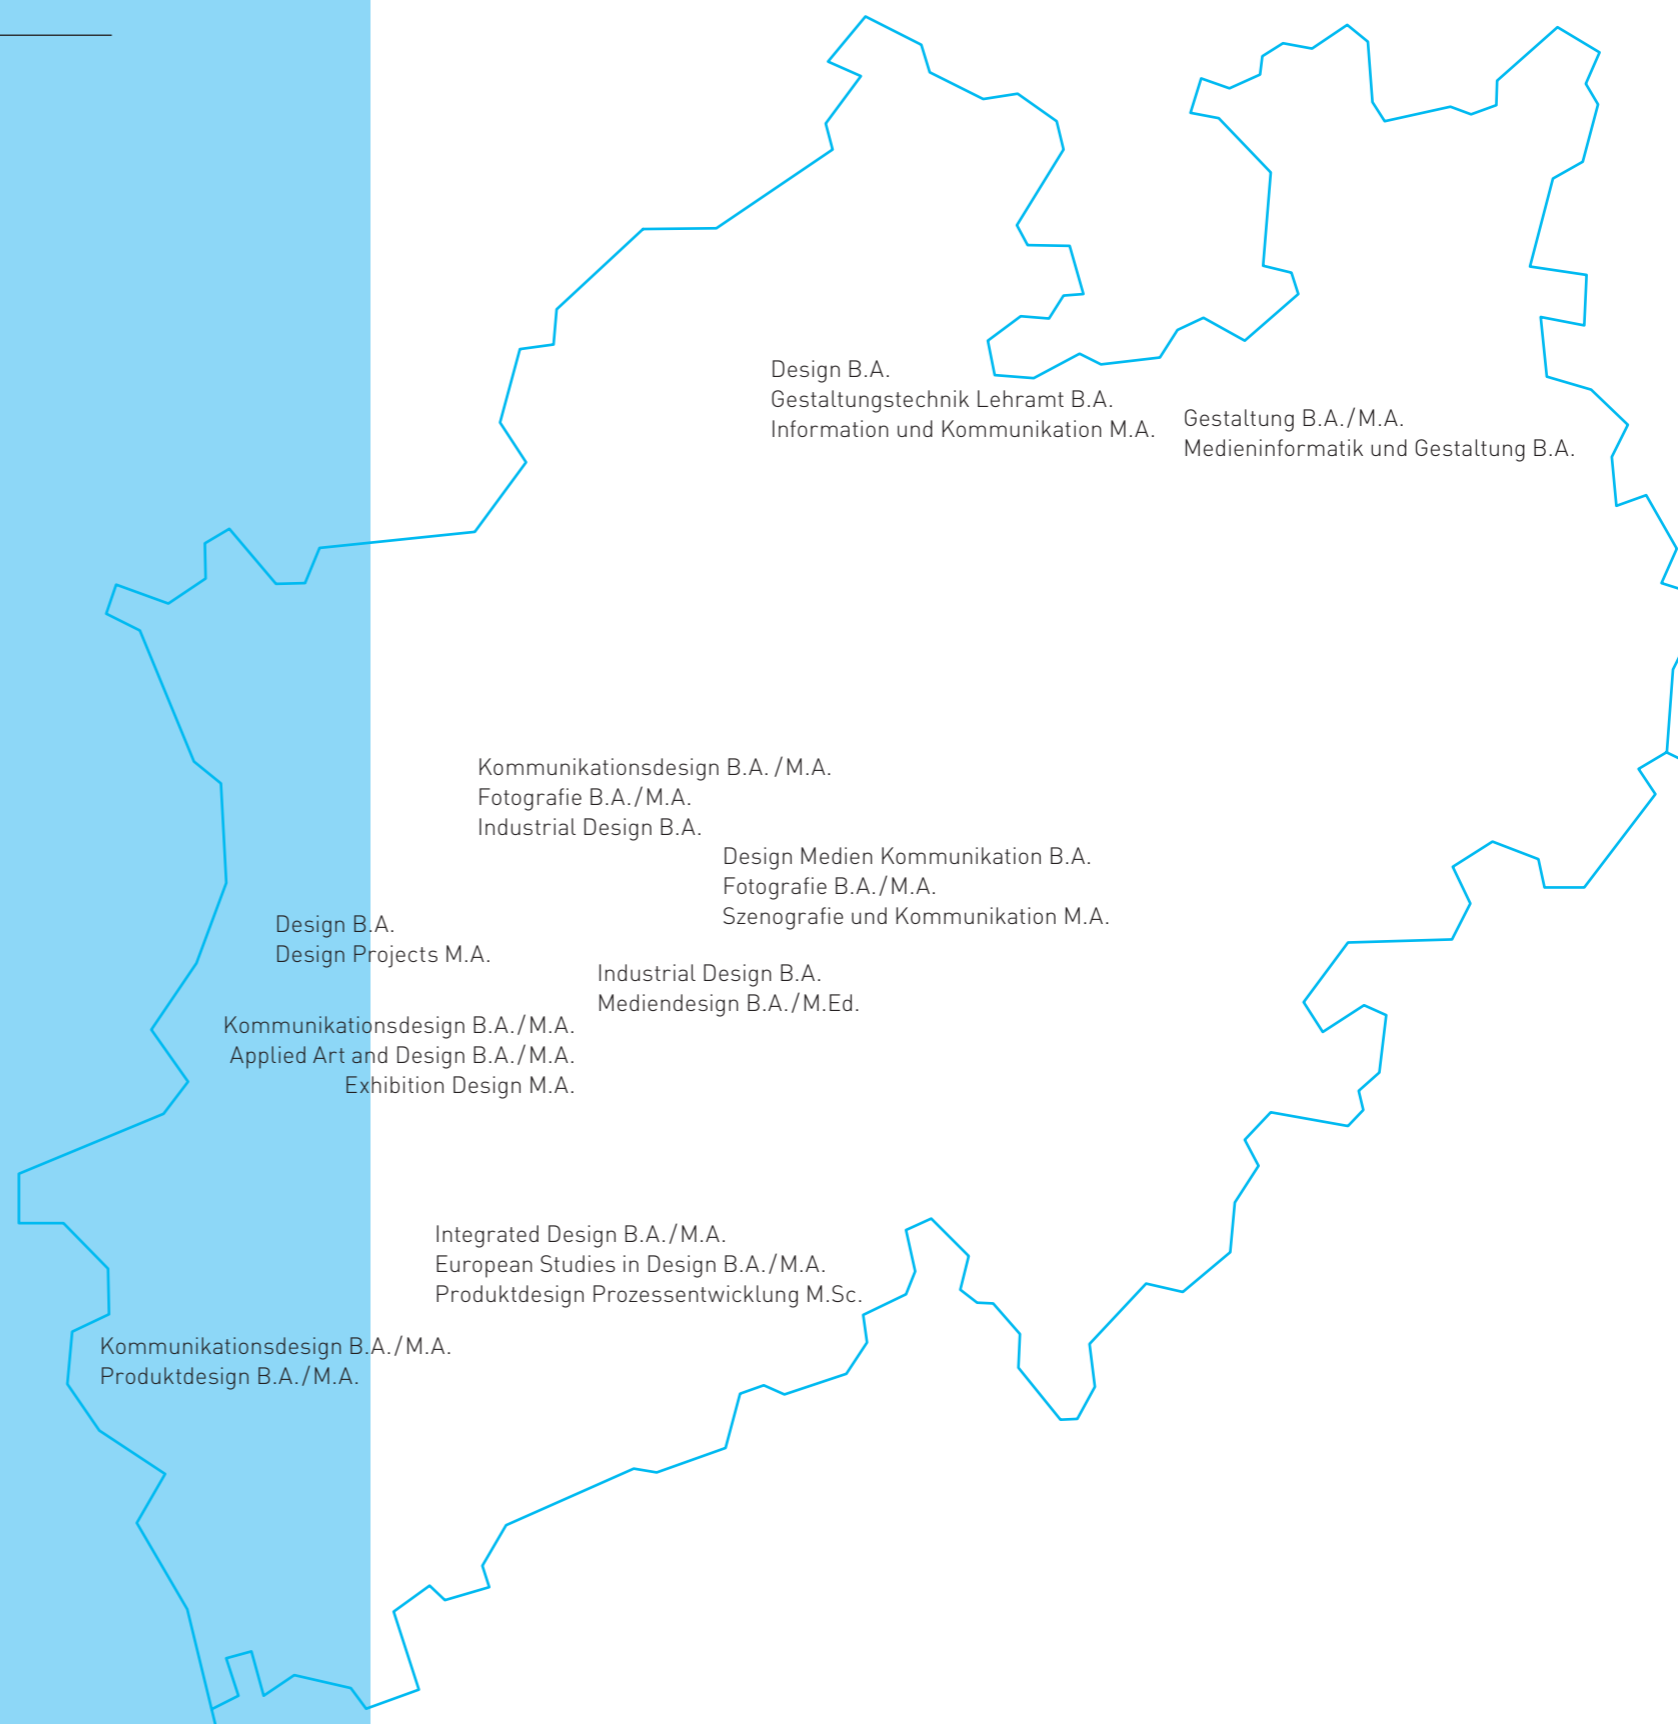 Design B.A.
Gestaltungstechnik Lehramt B.A.
Information und Kommunikation M.A.
Gestaltung B.A./M.A.
Medieninformatik und Gestaltung B.A.
Kommunikationsdesign B.A. /M.A.
Fotografie B.A./M.A.
Industrial Design B.A.
Design Medien Kommunikation B.A.
Fotografie B.A./M.A.
Szenografie und Kommunikation M.A.
Design B.A.
Design Projects M.A.
Industrial Design B.A.
Mediendesign B.A./M.Ed.
Kommunikationsdesign B.A./M.A.
Applied Art and Design B.A./M.A.
Exhibition Design M.A.
Integrated Design B.A./M.A.
European Studies in Design B.A./M.A.
Produktdesign Prozessentwicklung M.Sc.
Kommunikationsdesign B.A./M.A.
Produktdesign B.A./M.A.